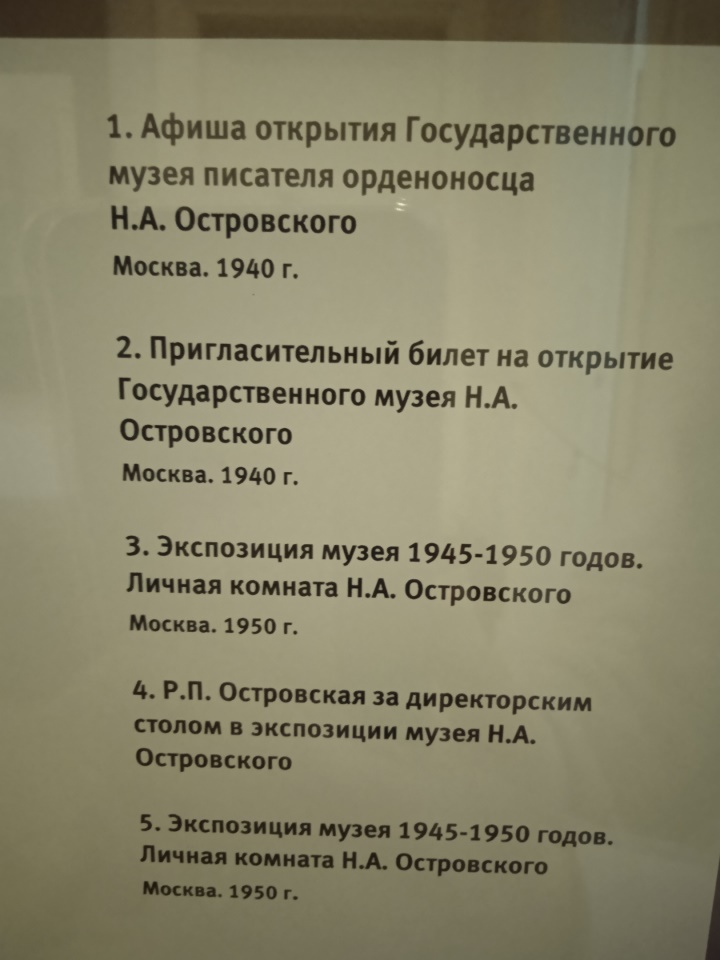 1. Афиша открытия Государственного
музея писателя орденоносца
Н.А. Островского
Москва. 1940 г.
2. Пригласительный билет на открытие
Государственного музея Н.А.
Островского
Москва. 1940 г.
3. Экспозиция музея 1945-1950 годов.
Личная комната Н.А. Островского
Москва. 1950 г.
4. Р.П. Островская за директорским
столом в экспозиции музея Н.А.
Островского
5. Экспозиция музея 1945-1950 годов.
Личная комната Н.А. Островского
Москва. 1950 г.